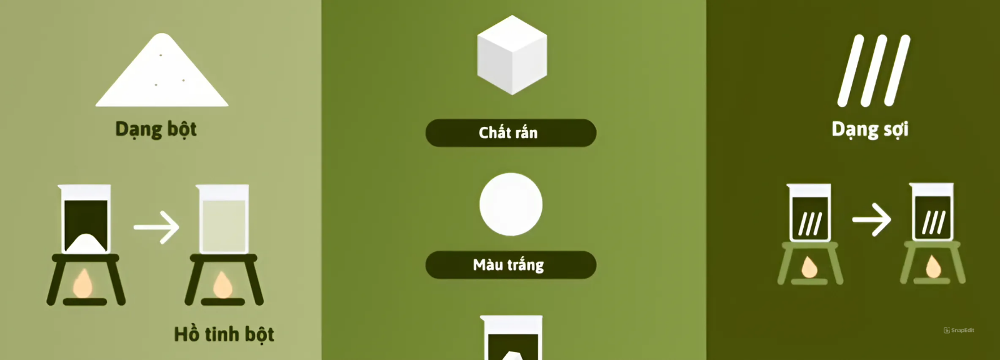 Dạng bột
Hồ tinh bột
Chất rắn
Màu trắng
Dạng sợi
SnapEdit